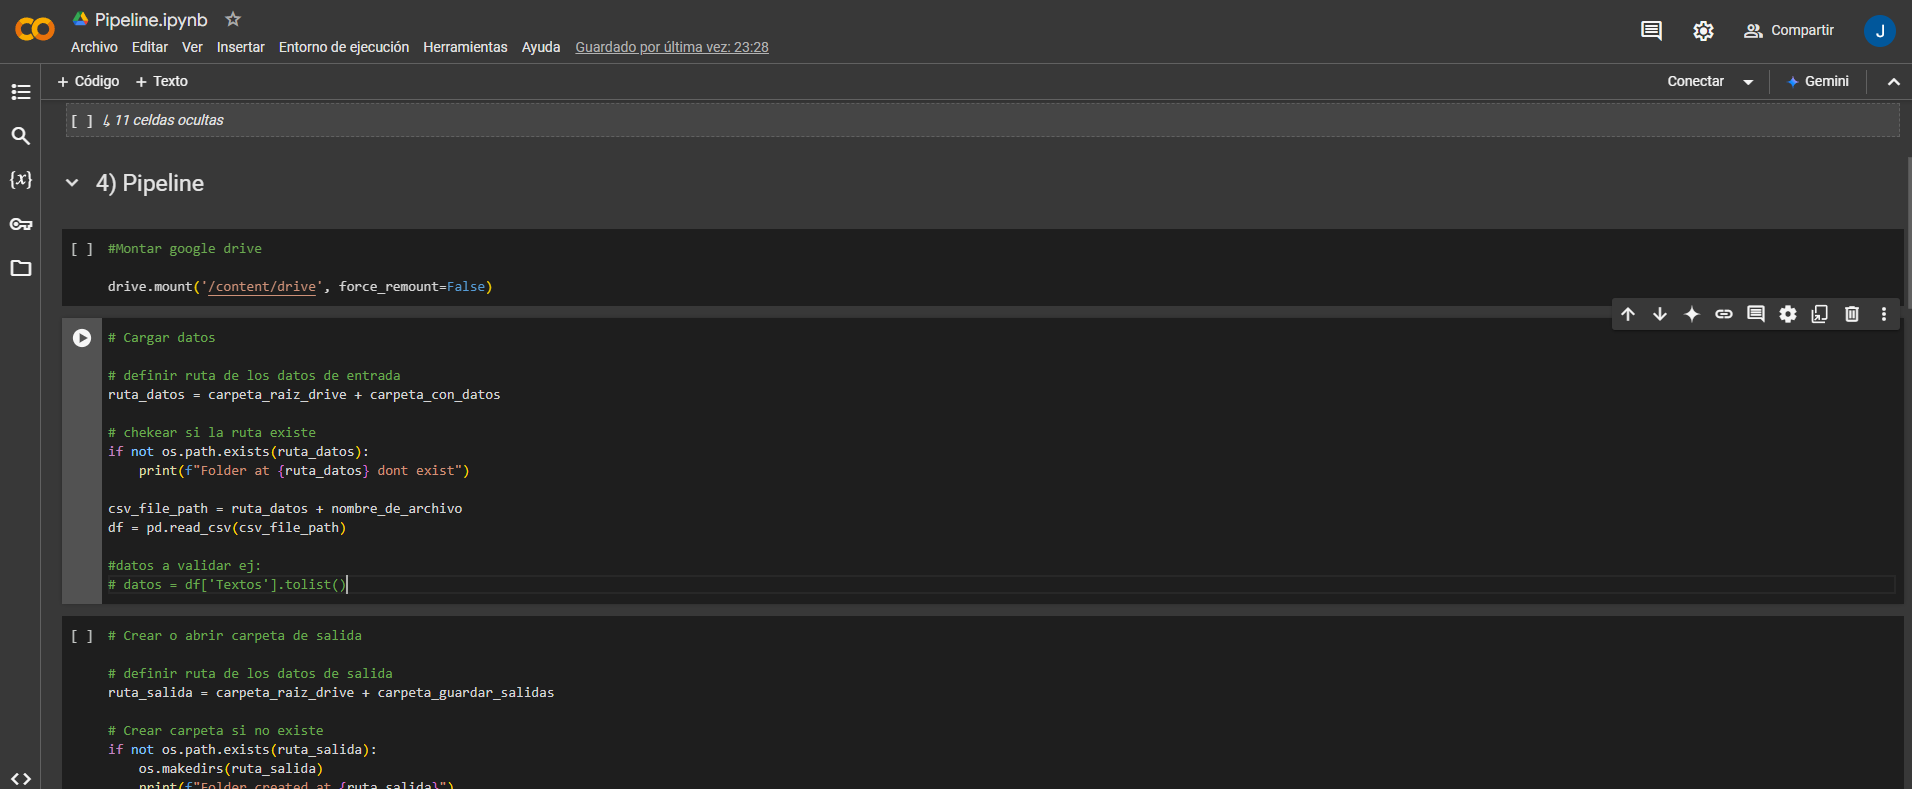 Pipeline.ipynb
Archivo Editar Ver Insertar Entorno de ejecución Herramientas Ayuda Guardado por última vez: 23:28
Compartir
J
+ Código + Texto
Conectar
Gemini
[ ] ↳ 11 celdas ocultas
{x}
4) Pipeline
[ ] #Montar google drive
drive.mount('/content/drive', force_remount=False)
# Cargar datos
# definir ruta de los datos de entrada
ruta_datos = carpeta_raiz_drive + carpeta_con_datos
# chekear si la ruta existe
if not os.path.exists(ruta_datos):
    print(f"Folder at {ruta_datos} dont exist")
csv_file_path = ruta_datos + nombre_de_archivo
df = pd.read_csv(csv_file_path)
#datos a validar ej:
# datos = df['Textos'].tolist()
[ ] # Crear o abrir carpeta de salida
# definir ruta de los datos de salida
ruta_salida = carpeta_raiz_drive + carpeta_guardar_salidas
# Crear carpeta si no existe
if not os.path.exists(ruta_salida):
    os.makedirs(ruta_salida)
    print(f"Folder created at {ruta_salida}")